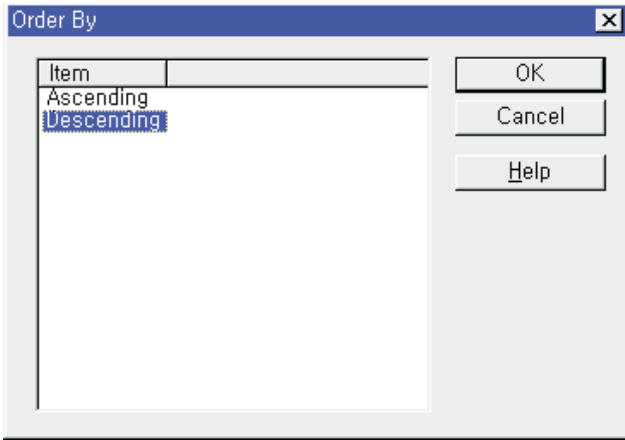 Order By
Item
Ascending
Descending
OK
Cancel
Help